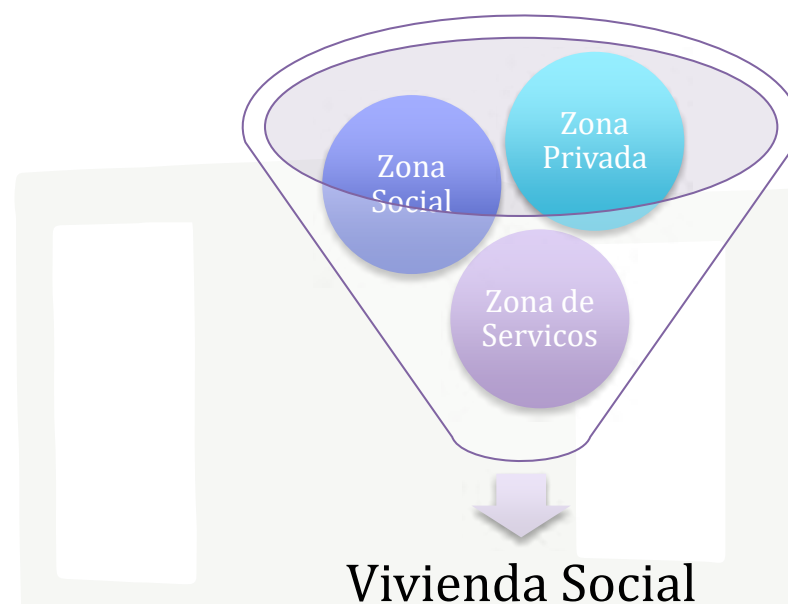 Zona
Social
Zona
Privada
Zona de
Servicos
Vivienda Social